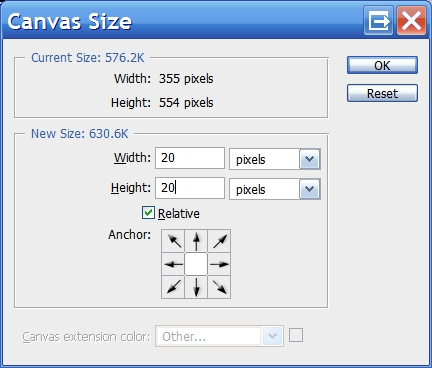 Canvas Size
Current Size: 576.2K
Width: 355 pixels
Height: 554 pixels
OK
Reset
New Size: 630.6K
Width: 20 pixels
Height: 20 pixels
Relative
Anchor:
Canvas extension color: Other...